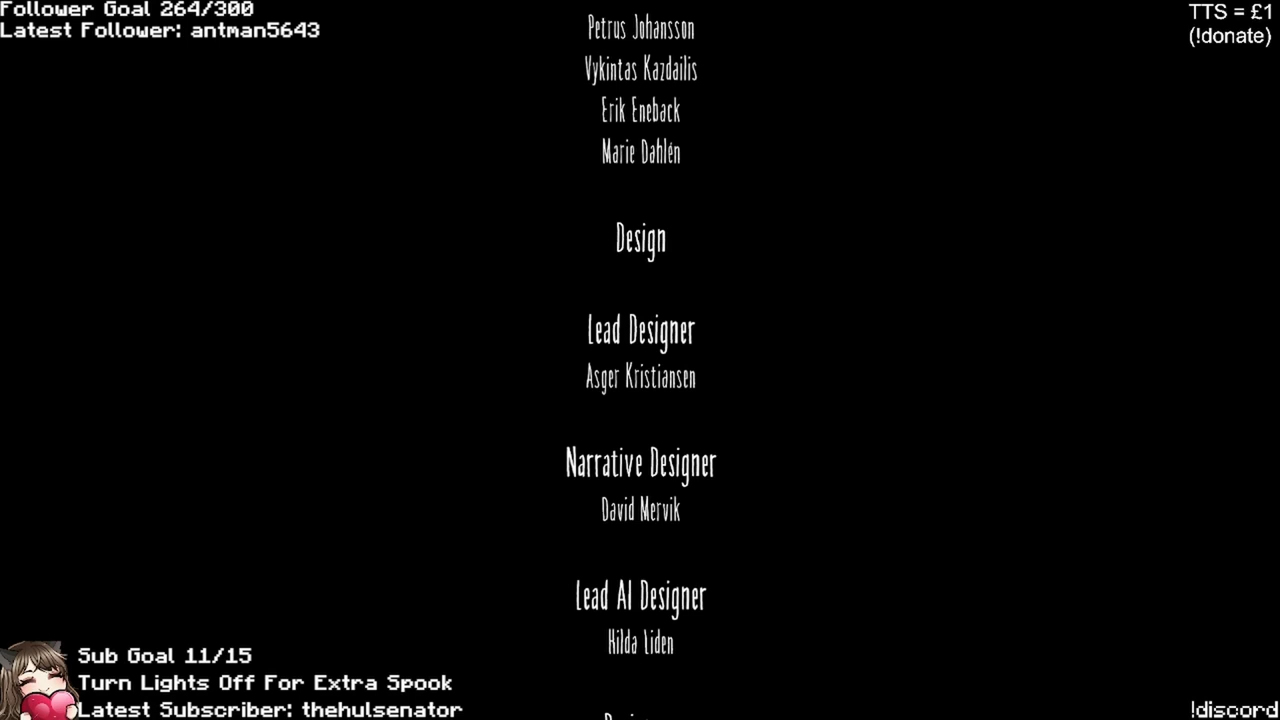 Follower Goal 264/300
Latest Follower: antman5643
TTS = £1
(!donate)
Petrus Johansson
Vykintas Kazdailis
Erik Eneback
Marie Dahlén
Design
Lead Designer
Asger Kristiansen
Narrative Designer
David Mervik
Lead AI Designer
Hilda Liden
Sub Goal 11/15
Turn Lights Off For Extra Spook
Latest Subscriber: thehulsenator
!discord